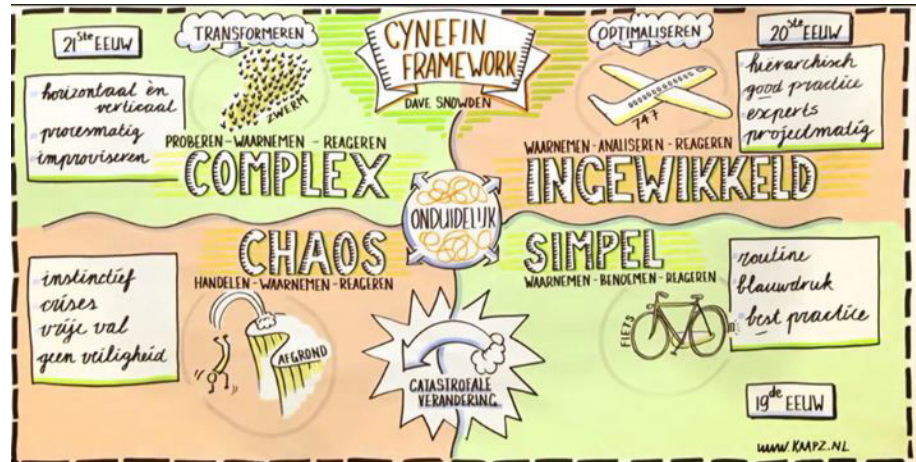 CYNEFIN
FRAMEWORK
DAVE SNOWDEN
21ste EEUW
horizontaal èn
verticaal
procesmatig
improviseren
TRANSFORMEREN
ZWERM
PROBEREN-WAARNEMEN-REAGEREN
COMPLEX
OPTIMALISEREN
747
20ste EEUW
hiërarchisch
good practice
experts
projectmatig
WAARNEMEN-ANALISEREN-REAGEREN
INGEWIKKELD
ONDUIDELIJK
CHAOS
HANDELEN-WAARNEMEN-REAGEREN
instinctief
crises
vrije val
geen veiligheid
AFGROND
CATASTROFALE
VERANDERING
SIMPEL
WAARNEMEN-BENOEMEN-REAGEREN
FIETS
routine
blauwdruk
best practice
19de EEUW
www.KAAPZ.NL